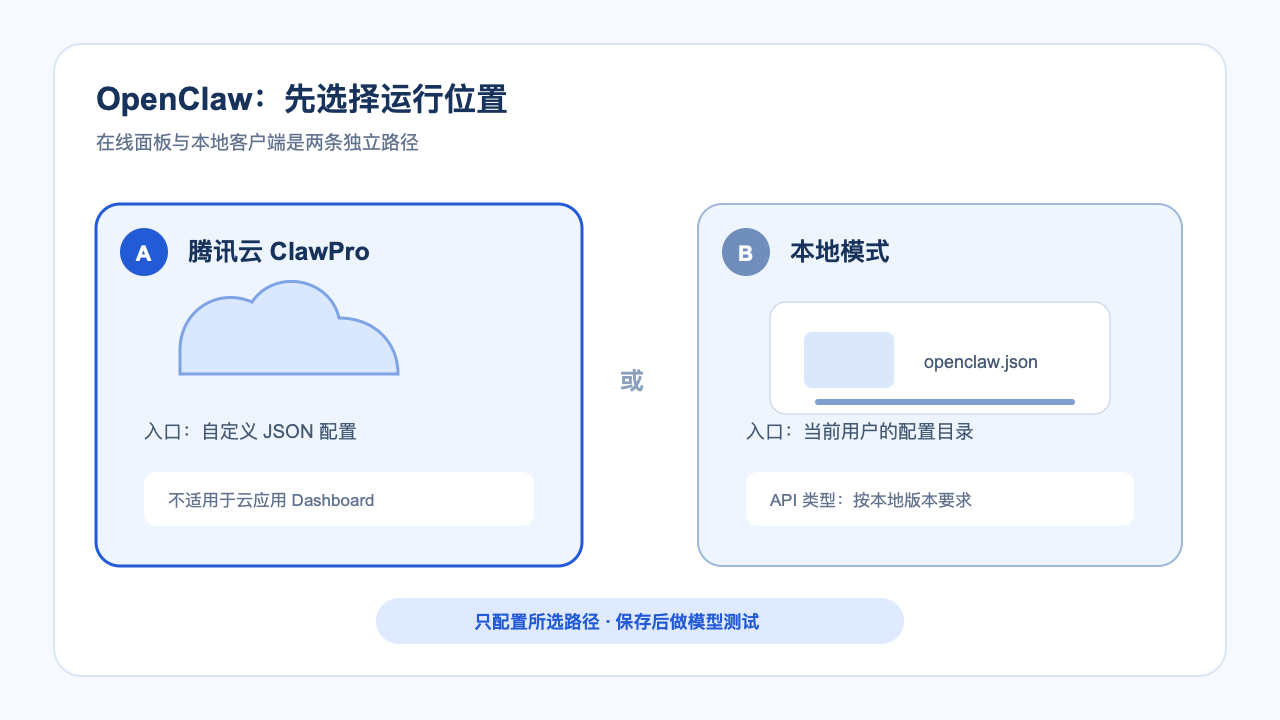 OpenClaw：先选择运行位置
在线面板与本地客户端是两条独立路径
A
腾讯云 ClawPro
入口：自定义 JSON 配置
不适用于云应用 Dashboard
或
B
本地模式
openclaw.json
入口：当前用户的配置目录
API 类型：按本地版本要求
只配置所选路径 · 保存后做模型测试